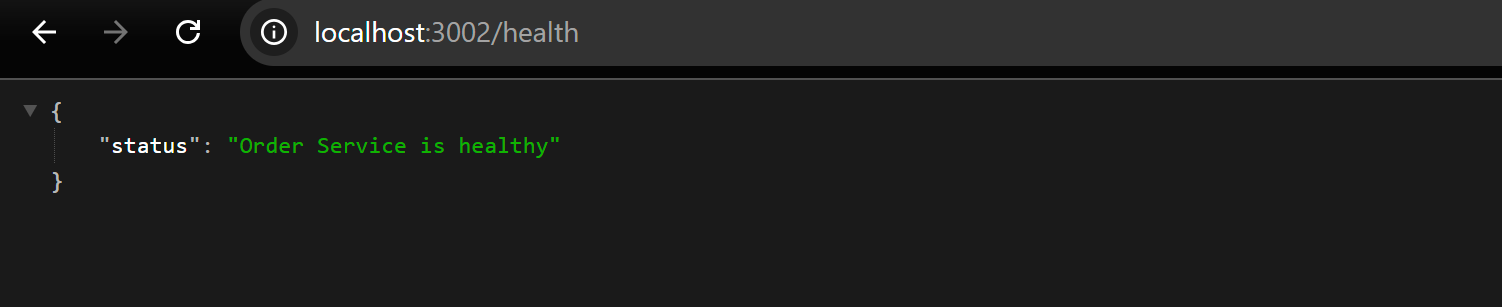 localhost:3002/health
{
"status": "Order Service is healthy"
}